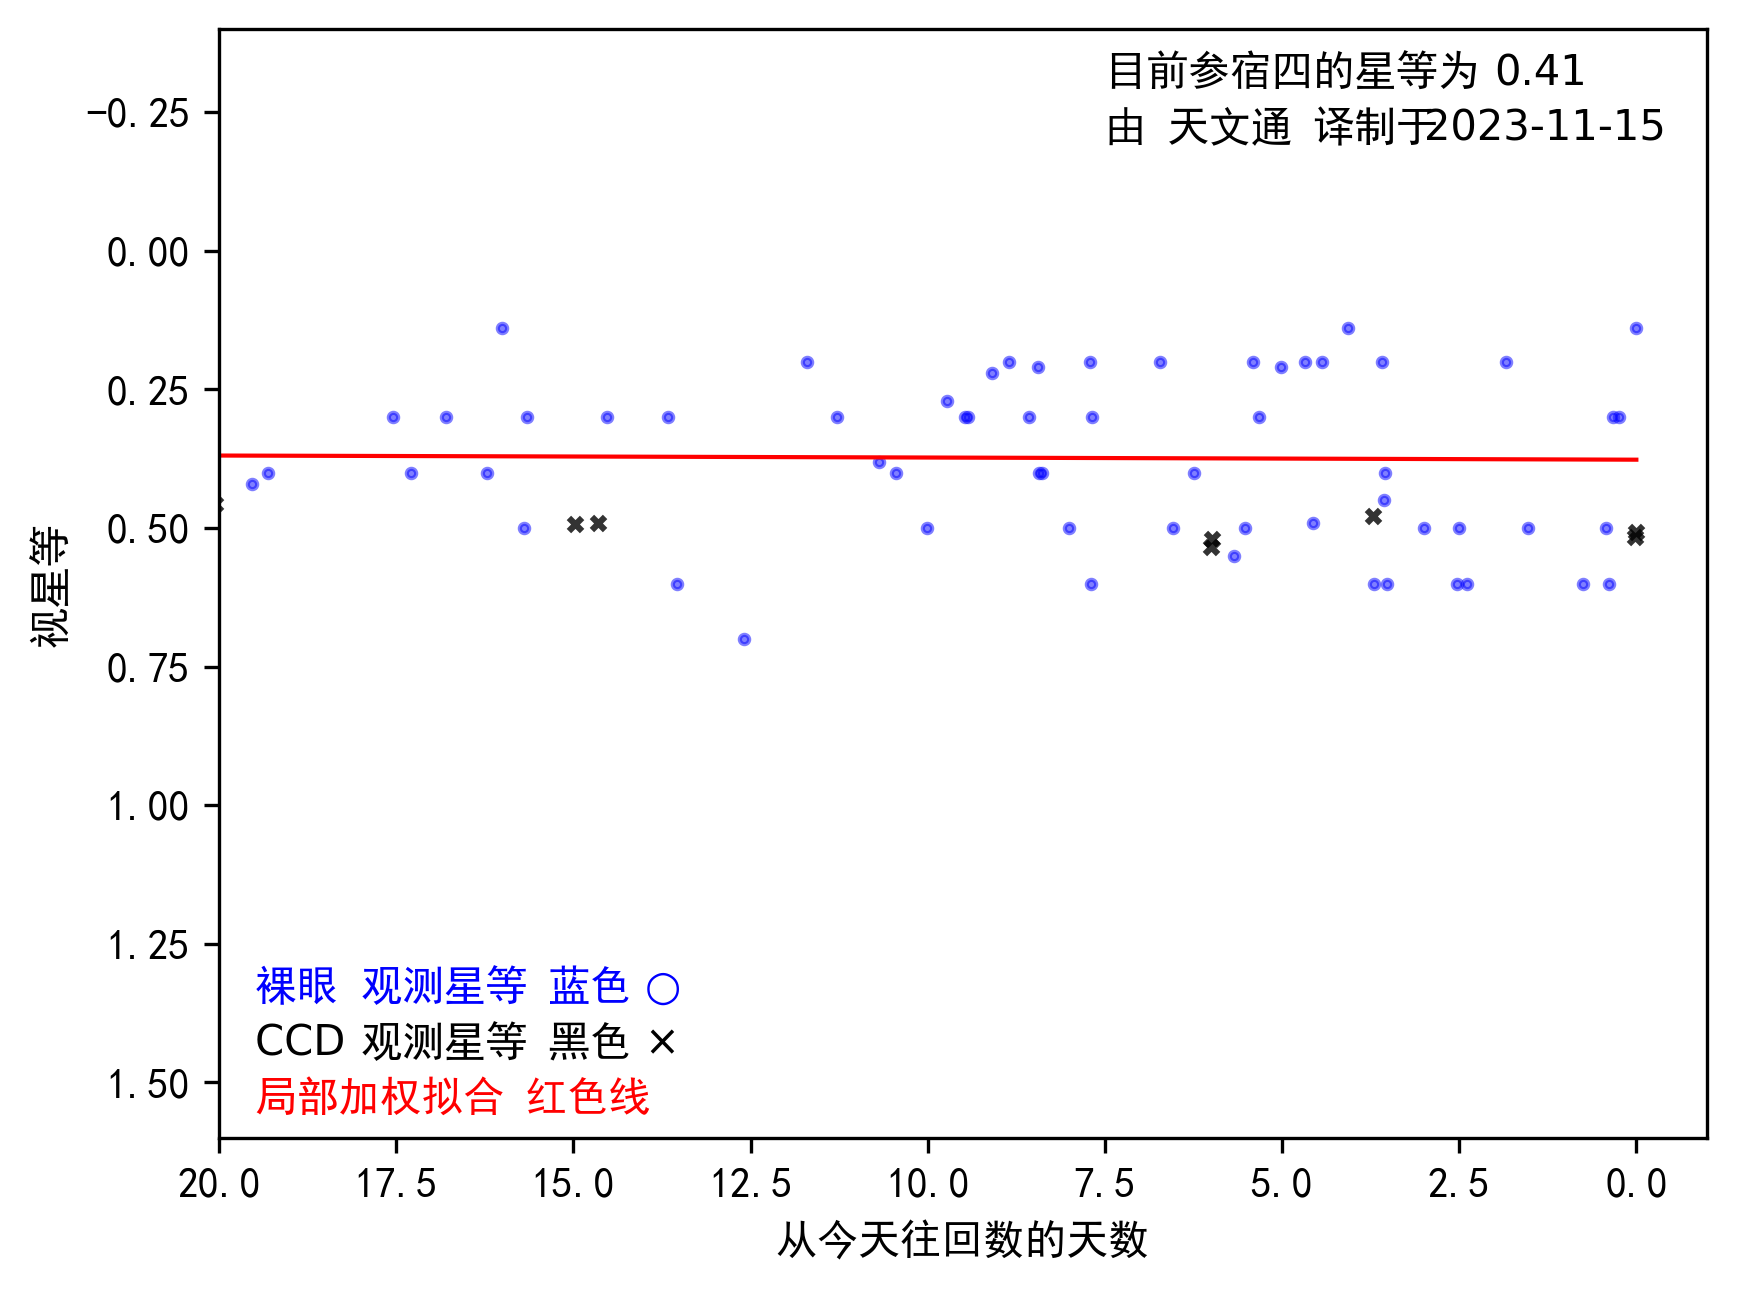 目前参宿四的星等为 0.41
由 天文通 译制于2023-11-15
−0.25
0.00
0.25
0.50
0.75
1.00
1.25
1.50
视星等
裸眼 观测星等 蓝色 ○
CCD 观测星等 黑色 ×
局部加权拟合 红色线
20.0 17.5 15.0 12.5 10.0 7.5 5.0 2.5 0.0
从今天往回数的天数